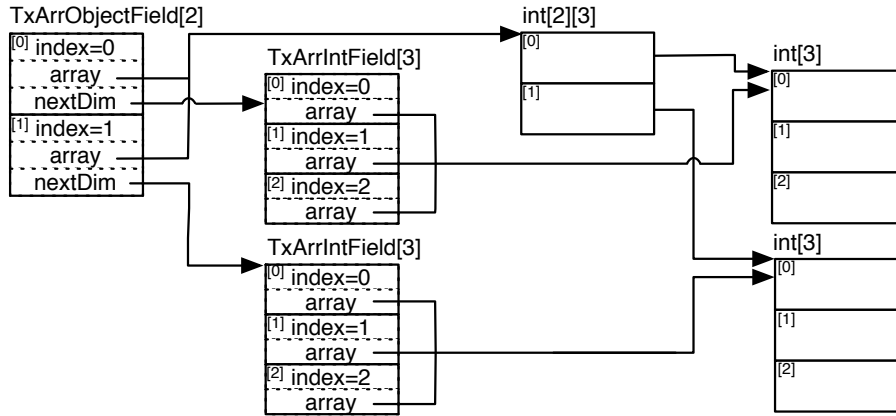 TxArrObjectField[2]
[0] index=0
array
nextDim
[1] index=1
array
nextDim
TxArrIntField[3]
[0] index=0
array
[1] index=1
array
[2] index=2
array
TxArrIntField[3]
[0] index=0
array
[1] index=1
array
[2] index=2
array
int[2][3]
[0]
[1]
int[3]
[0]
[1]
[2]
int[3]
[0]
[1]
[2]